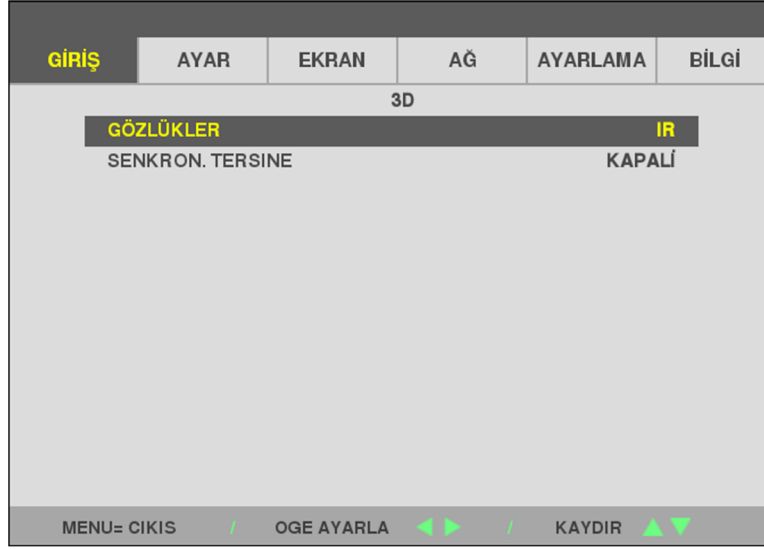 GİRİŞ AYAR EKRAN AĞ AYARLAMA BİLGİ
3D
GÖZLÜKLER IR
SENKRON. TERSINE KAPALİ
MENU= CIKIS / OGE AYARLA ◀ ▶ / KAYDIR ▲ ▼